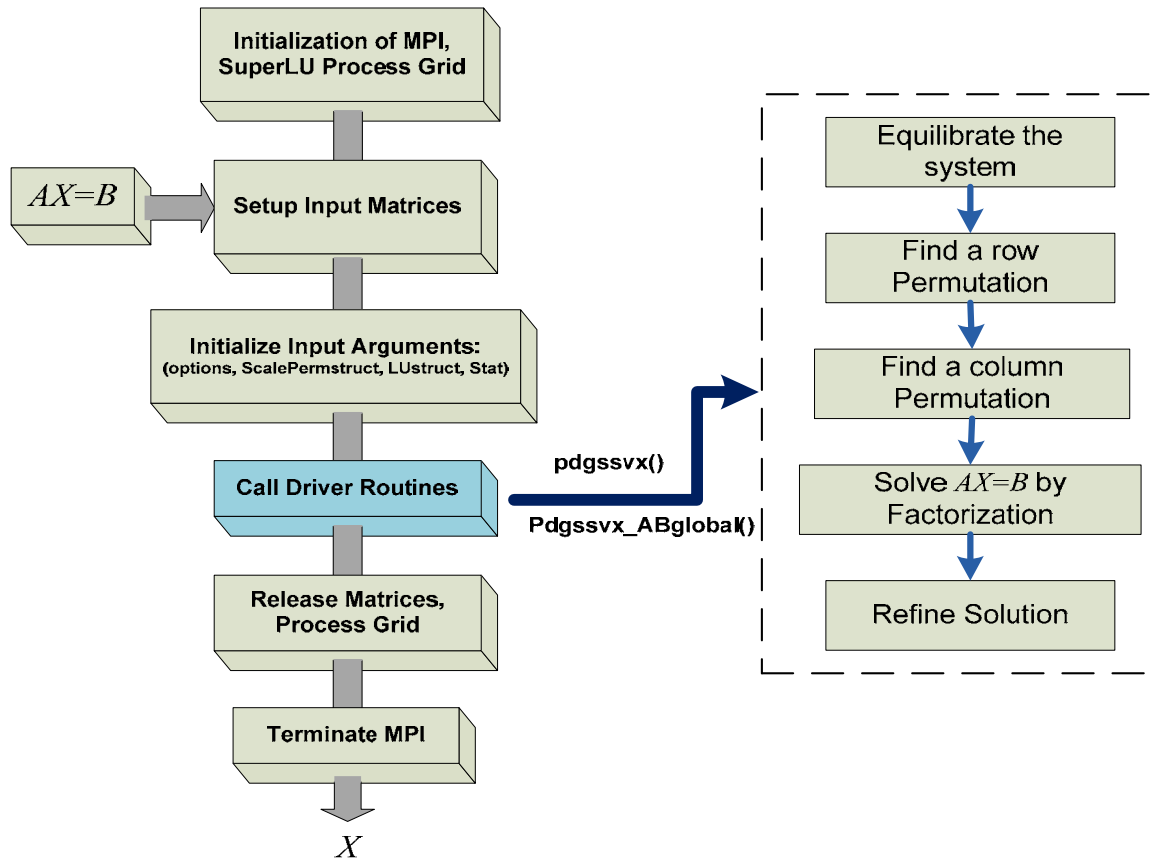 Initialization of MPI,
SuperLU Process Grid
AX=B
Setup Input Matrices
Initialize Input Arguments:
(options, ScalePermstruct, LUstruct, Stat)
Call Driver Routines
pdgssvx()
Pdgssvx_ABglobal()
Release Matrices,
Process Grid
Terminate MPI
X
Equilibrate the
system
Find a row
Permutation
Find a column
Permutation
Solve AX=B by
Factorization
Refine Solution